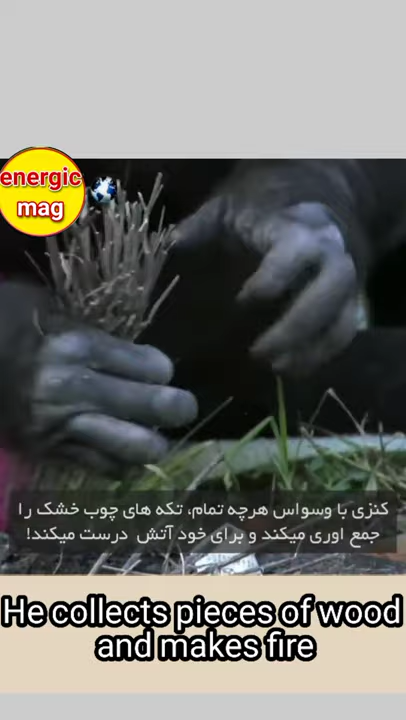 energic
mag
کنزی با وسواس هرچه تمام، تکه های چوب خشک را
جمع اوری میکند و برای خود آتش درست میکند!
He collects pieces of wood
and makes fire